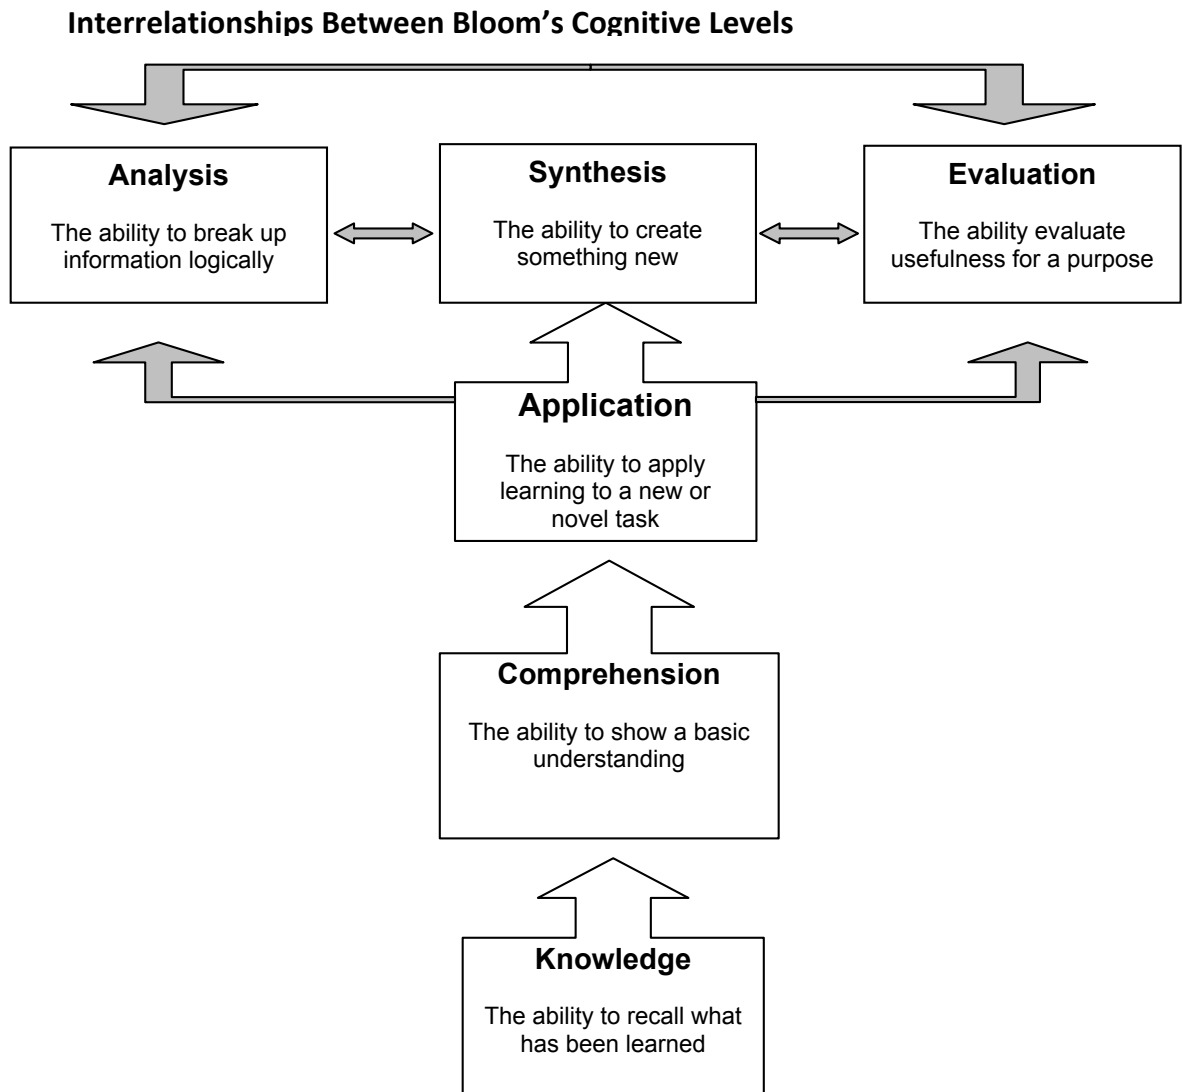 Interrelationships Between Bloom’s Cognitive Levels
Analysis
The ability to break up
information logically
Synthesis
The ability to create
something new
Evaluation
The ability evaluate
usefulness for a purpose
Application
The ability to apply
learning to a new or
novel task
Comprehension
The ability to show a basic
understanding
Knowledge
The ability to recall what
has been learned